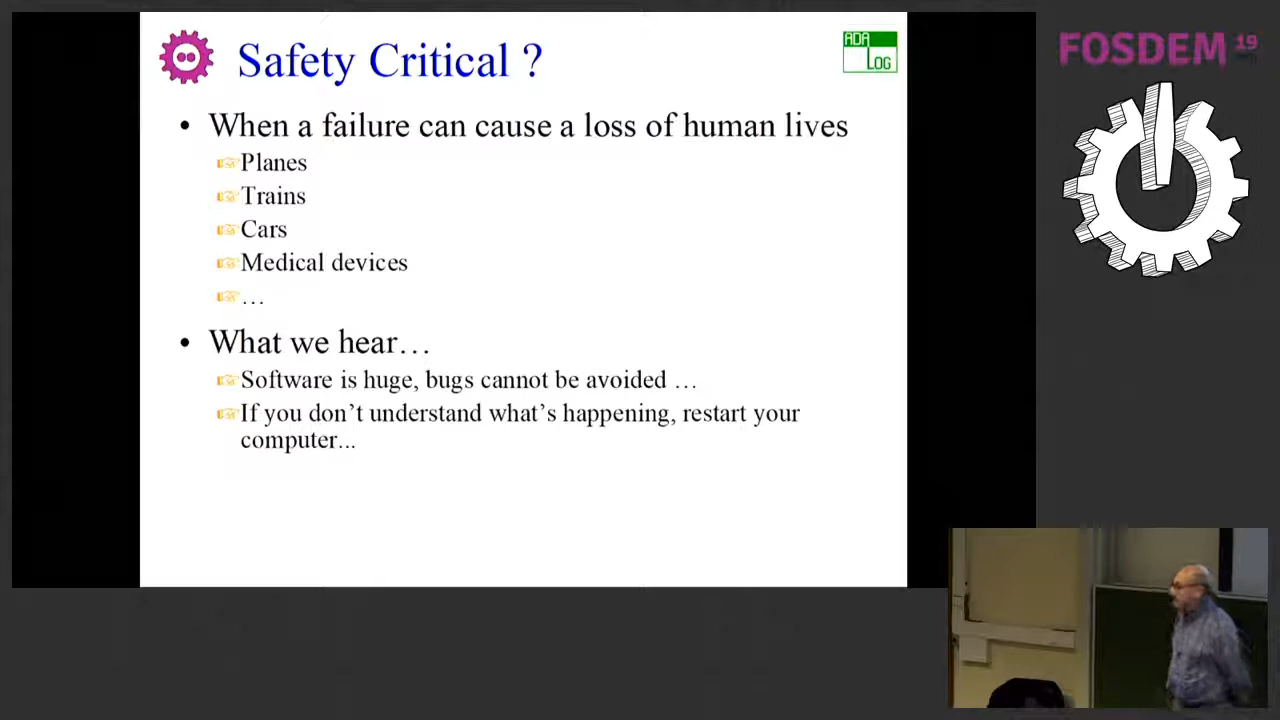 Safety Critical ?
ADA
LOG
FOSDEM 19
• When a failure can cause a loss of human lives
Planes
Trains
Cars
Medical devices
…
• What we hear…
Software is huge, bugs cannot be avoided …
If you don’t understand what’s happening, restart your
computer...